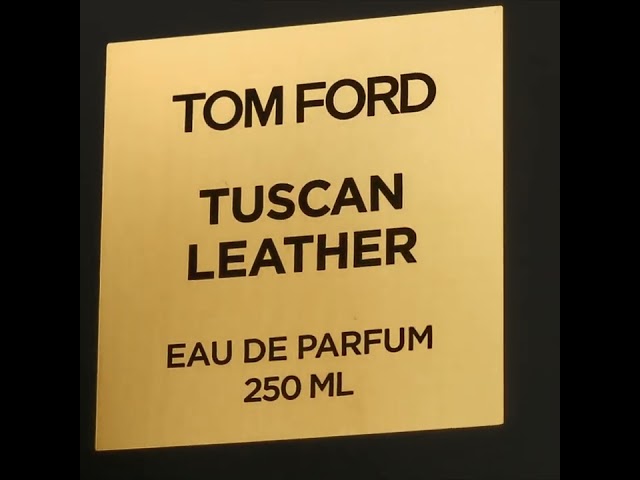 TOM FORD
TUSCAN
LEATHER
EAU DE PARFUM
250 ML